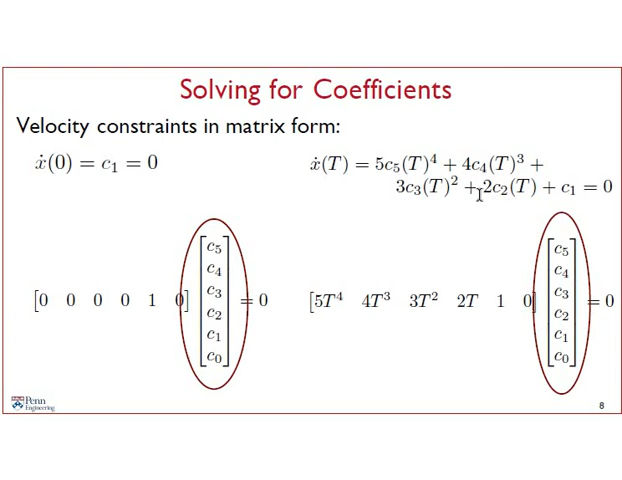 Solving for Coefficients
Velocity constraints in matrix form:
ẋ(0) = c₁ = 0
ẋ(T) = 5c₅(T)⁴ + 4c₄(T)³ +
3c₃(T)² + 2c₂(T) + c₁ = 0
[0 0 0 0 1 0] [c₅ c₄ c₃ c₂ c₁ c₀] = 0
[5T⁴ 4T³ 3T² 2T 1 0] [c₅ c₄ c₃ c₂ c₁ c₀] = 0
Penn
Engineering
8